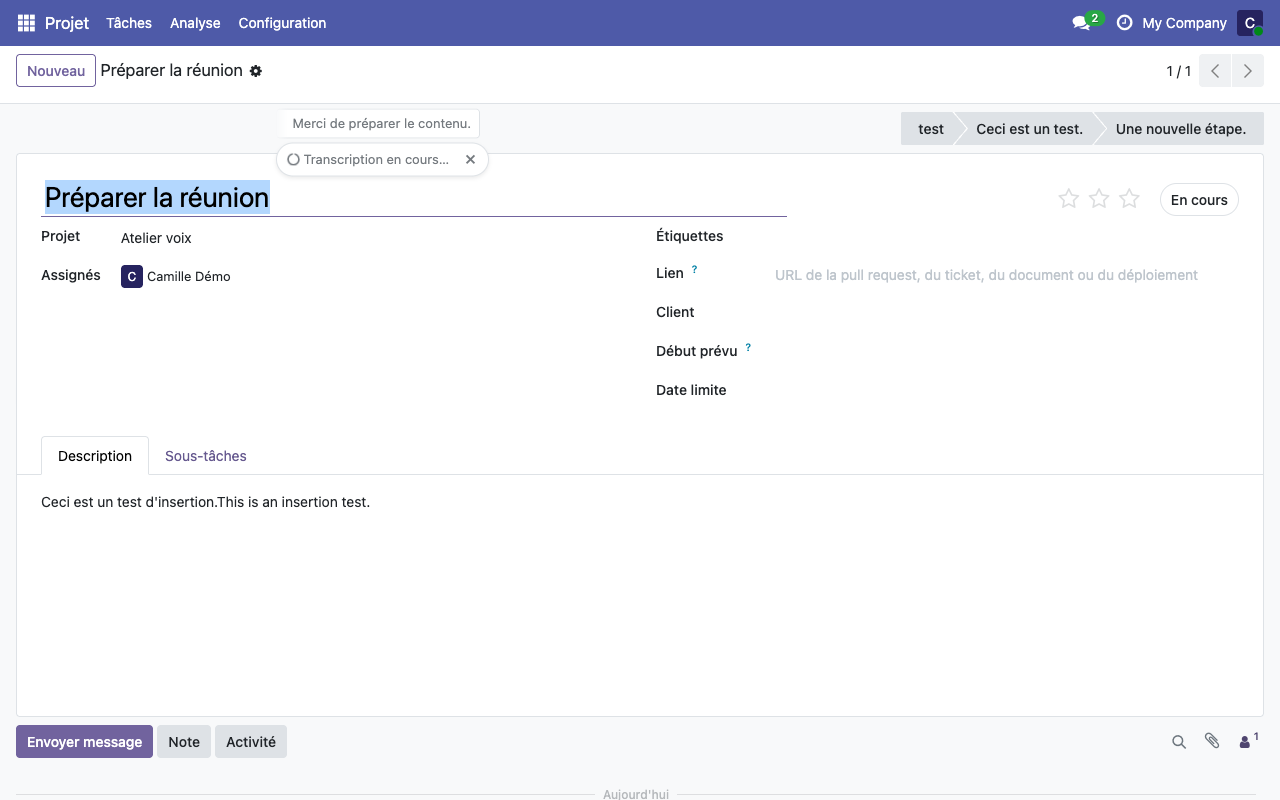 Projet Tâches Analyse Configuration 2 My Company C
Nouveau Préparer la réunion 1 / 1
Merci de préparer le contenu.
test Ceci est un test. Une nouvelle étape.
Transcription en cours...
Préparer la réunion
En cours
Projet Atelier voix
Assignés C Camille Démo
Étiquettes
Lien ? URL de la pull request, du ticket, du document ou du déploiement
Client
Début prévu ?
Date limite
Description Sous-tâches
Ceci est un test d'insertion.This is an insertion test.
Envoyer message Note Activité 1
Aujourd'hui